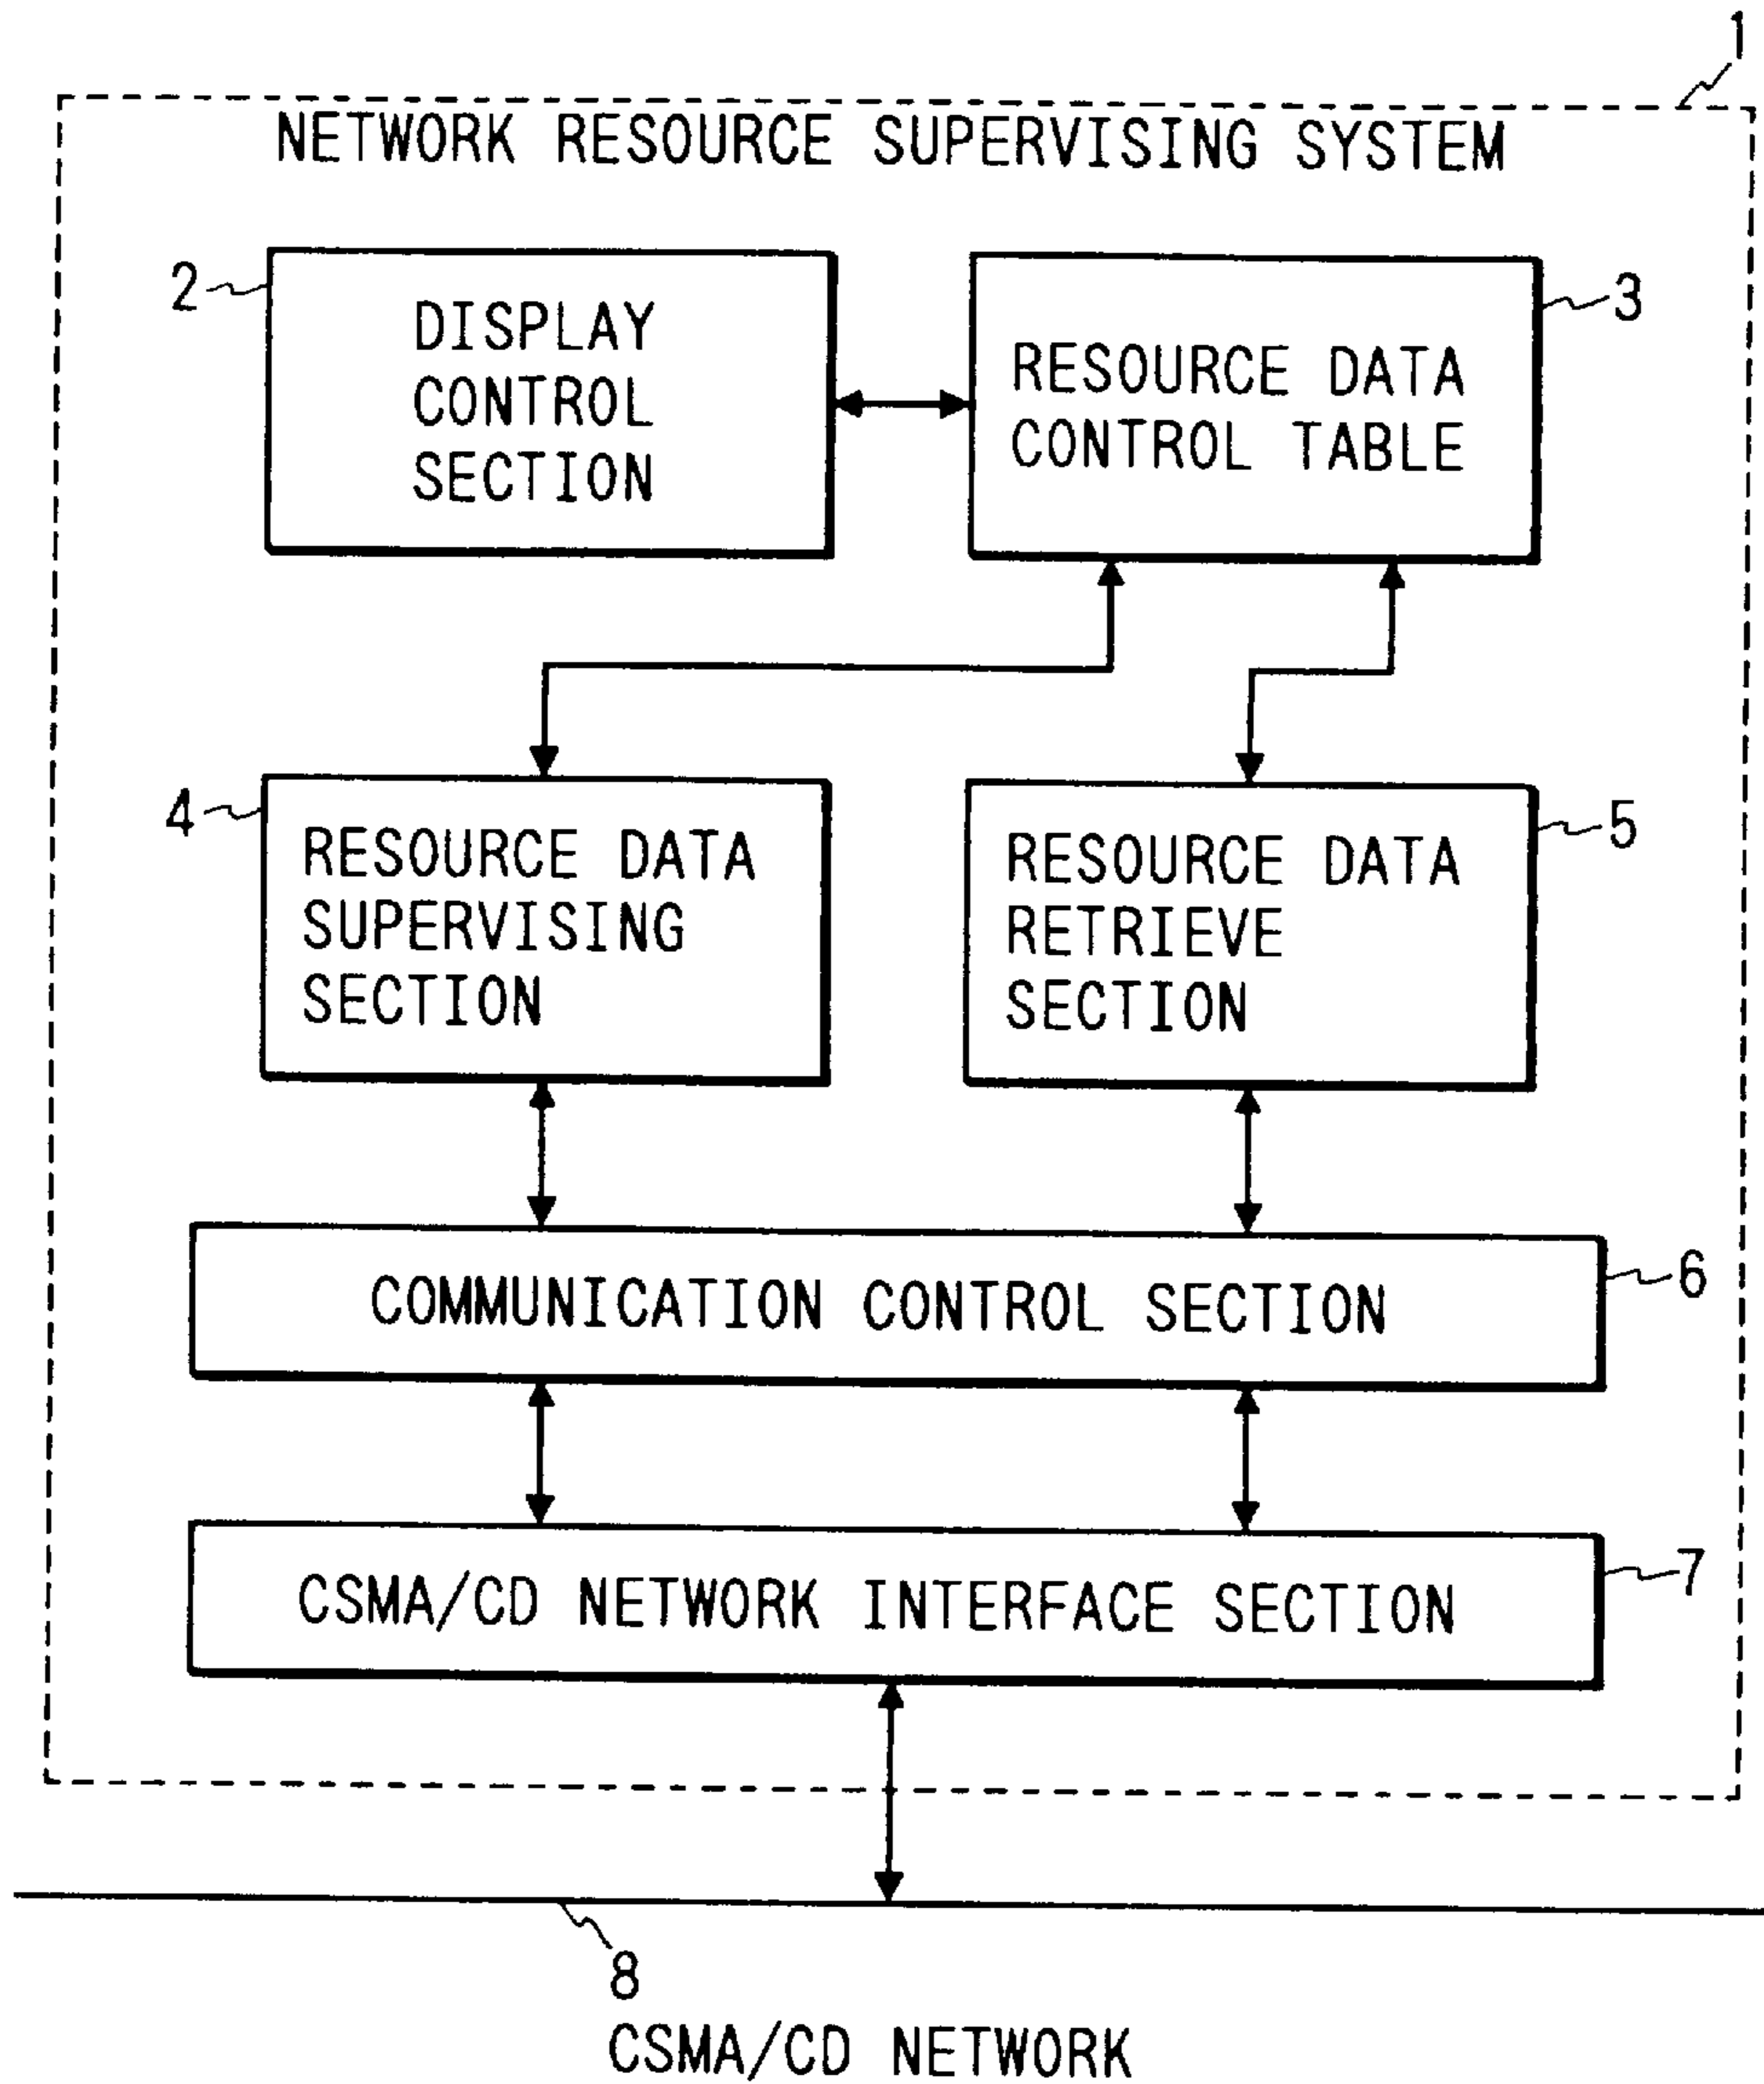 1
NETWORK RESOURCE SUPERVISING SYSTEM
2
DISPLAY
CONTROL
SECTION
3
RESOURCE DATA
CONTROL TABLE
4
RESOURCE DATA
SUPERVISING
SECTION
5
RESOURCE DATA
RETRIEVE
SECTION
COMMUNICATION CONTROL SECTION
6
CSMA/CD NETWORK INTERFACE SECTION
7
8
CSMA/CD NETWORK